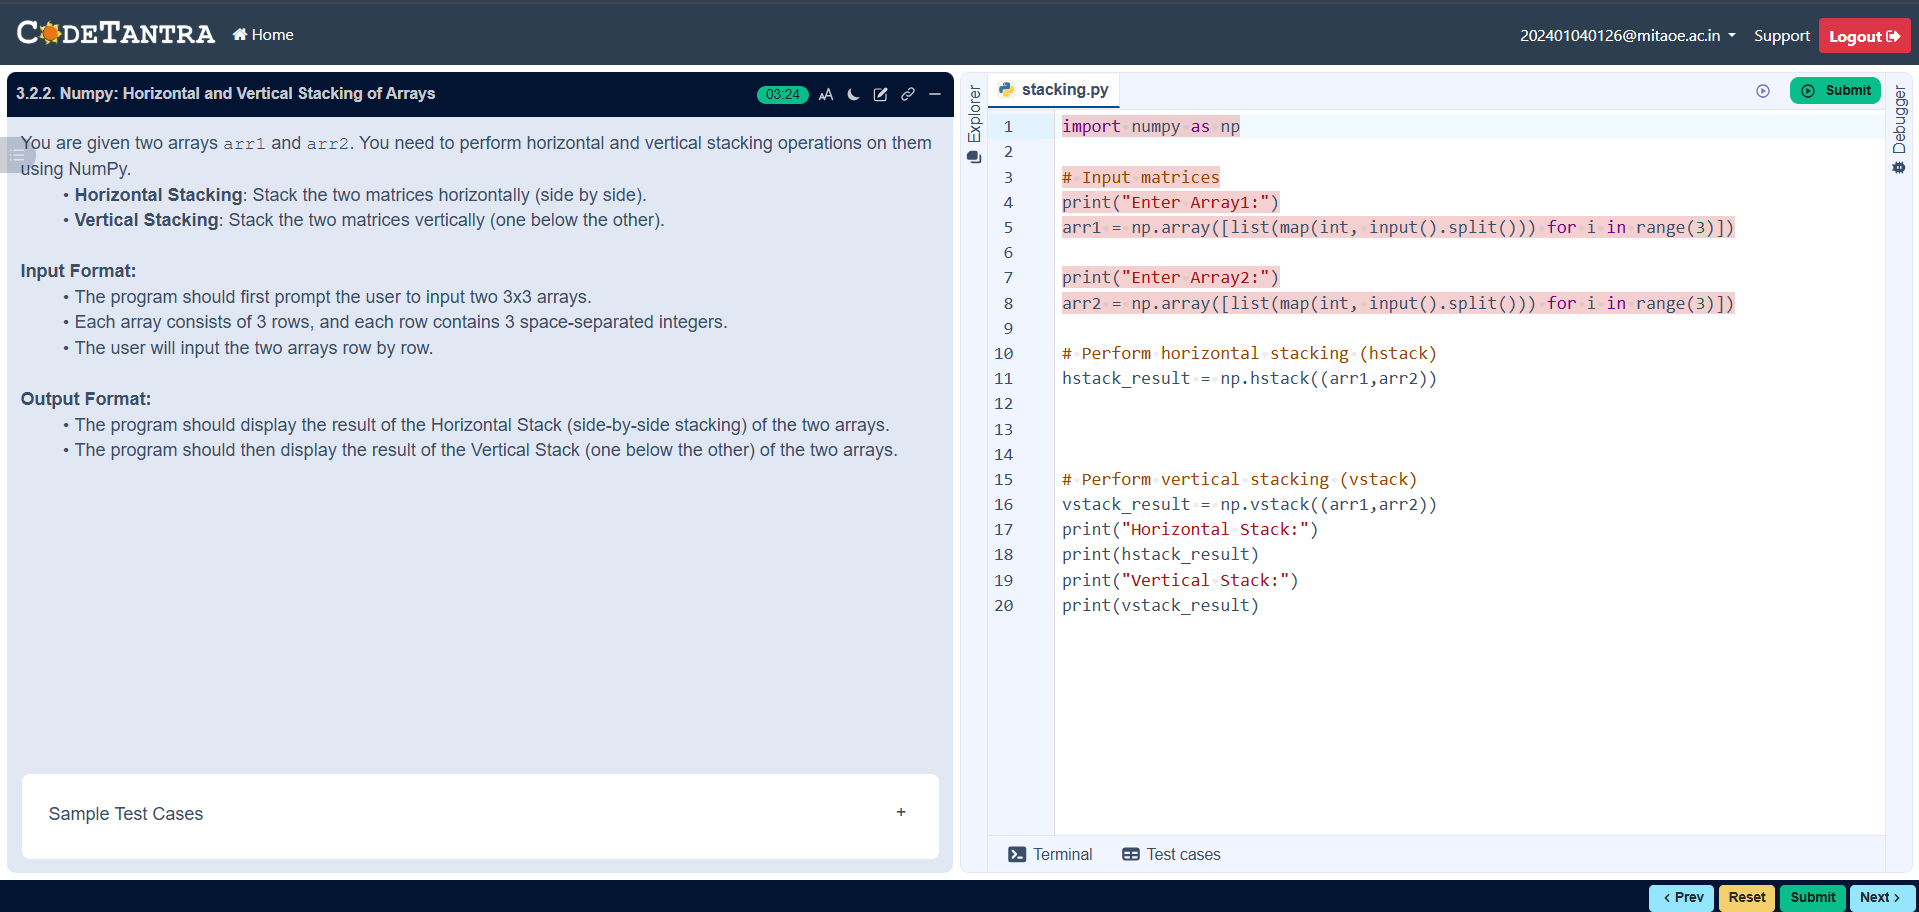 CODETANTRA Home
202401040126@mitaoe.ac.in Support Logout
3.2.2. Numpy: Horizontal and Vertical Stacking of Arrays
03:24 AA
You are given two arrays arr1 and arr2. You need to perform horizontal and vertical stacking operations on them
using NumPy.
• Horizontal Stacking: Stack the two matrices horizontally (side by side).
• Vertical Stacking: Stack the two matrices vertically (one below the other).
Input Format:
• The program should first prompt the user to input two 3x3 arrays.
• Each array consists of 3 rows, and each row contains 3 space-separated integers.
• The user will input the two arrays row by row.
Output Format:
• The program should display the result of the Horizontal Stack (side-by-side stacking) of the two arrays.
• The program should then display the result of the Vertical Stack (one below the other) of the two arrays.
Sample Test Cases +
Explorer
stacking.py
Submit
Debugger
1 import numpy as np
2
3 # Input matrices
4 print("Enter Array1:")
5 arr1 = np.array([list(map(int, input().split())) for i in range(3)])
6
7 print("Enter Array2:")
8 arr2 = np.array([list(map(int, input().split())) for i in range(3)])
9
10 # Perform horizontal stacking (hstack)
11 hstack_result = np.hstack((arr1,arr2))
12
13
14
15 # Perform vertical stacking (vstack)
16 vstack_result = np.vstack((arr1,arr2))
17 print("Horizontal Stack:")
18 print(hstack_result)
19 print("Vertical Stack:")
20 print(vstack_result)
Terminal Test cases
< Prev Reset Submit Next >